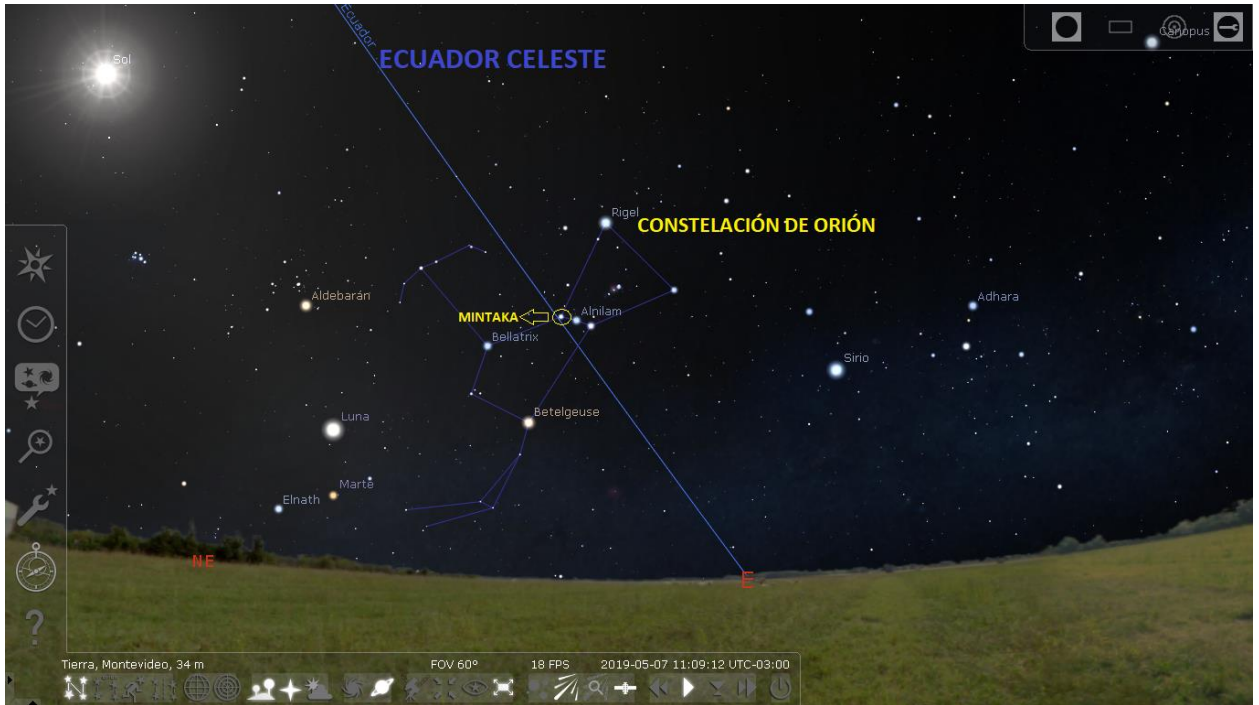 Ecuador
Canopus
Sol
ECUADOR CELESTE
Rigel
CONSTELACIÓN DE ORIÓN
Aldebarán
Adhara
MINTAKA
Alnilam
Bellatrix
Sirio
Luna
Betelgeuse
Marte
Elnath
NE
E
?
Tierra, Montevideo, 34 m FOV 60° 18 FPS 2019-05-07 11:09:12 UTC-03:00
N